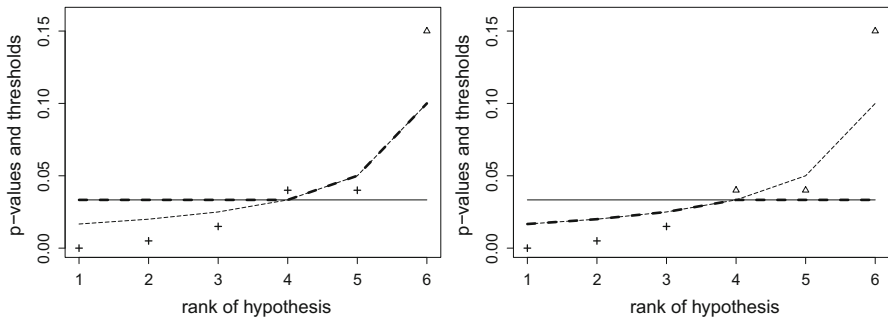 p-values and thresholds
0.15
0.10
0.05
0.00
1 2 3 4 5 6
rank of hypothesis
p-values and thresholds
0.15
0.10
0.05
0.00
1 2 3 4 5 6
rank of hypothesis